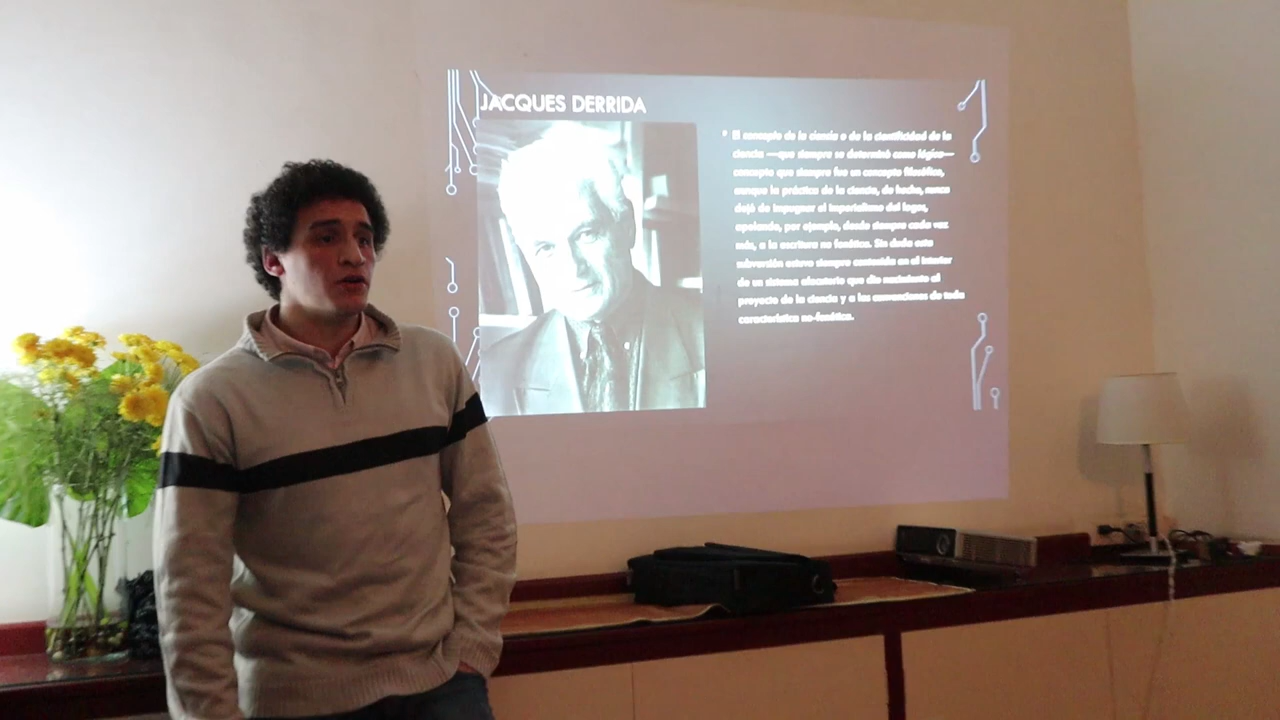 JACQUES DERRIDA
El concepto de la ciencia o de la cientificidad de la
ciencia —que siempre se determinó como lógica—
concepto que siempre fue un concepto filosófico,
aunque la práctica de la ciencia, de hecho, nunca
dejó de impugnar el imperialismo del logos,
apelando, por ejemplo, desde siempre cada vez
más, a la escritura no fonética. Sin duda esta
subversión estuvo siempre contenida en el interior
de un sistema alocutorio que dio nacimiento al
proyecto de la ciencia y a las convenciones de toda
característica no-fonética.